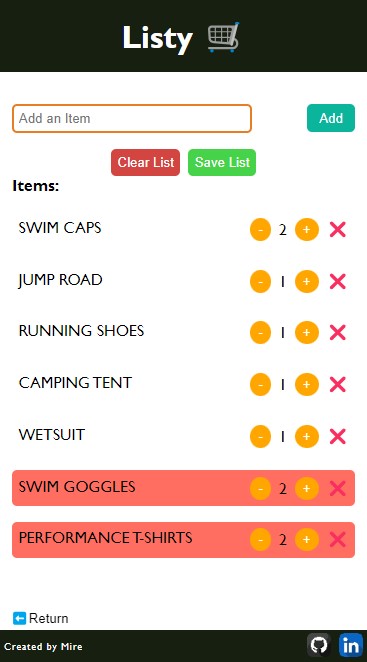 Listy
Add an Item
Add
Clear List Save List
Items:
SWIM CAPS - 2 +
JUMP ROAD - 1 +
RUNNING SHOES - 1 +
CAMPING TENT - 1 +
WETSUIT - 1 +
SWIM GOGGLES - 2 +
PERFORMANCE T-SHIRTS - 2 +
Return
Created by Mire
in